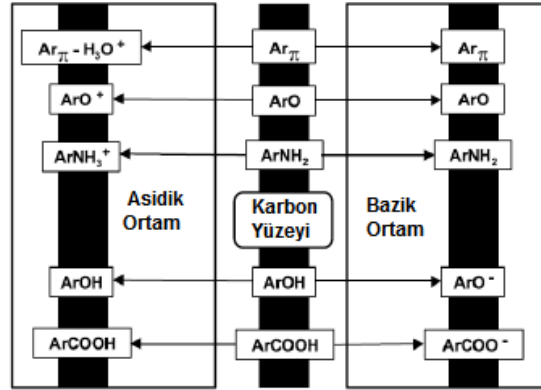 Arπ - H₃O⁺ Arπ Arπ
ArO⁺ ArO ArO
ArNH₃⁺ ArNH₂ ArNH₂
Asidik
Ortam
Karbon
Yüzeyi
Bazik
Ortam
ArOH ArOH ArO⁻
ArCOOH ArCOOH ArCOO⁻